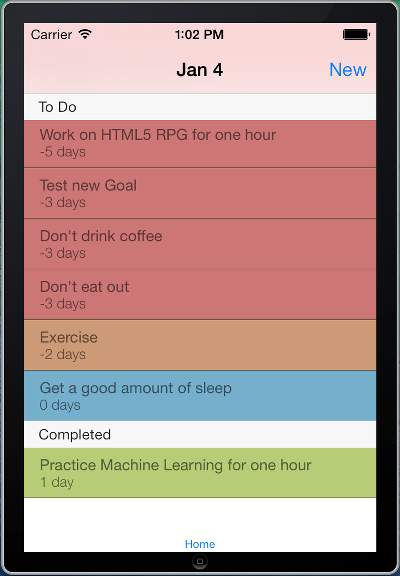 Carrier 1:02 PM
Jan 4 New
To Do
Work on HTML5 RPG for one hour
-5 days
Test new Goal
-3 days
Don't drink coffee
-3 days
Don't eat out
-3 days
Exercise
-2 days
Get a good amount of sleep
0 days
Completed
Practice Machine Learning for one hour
1 day
Home